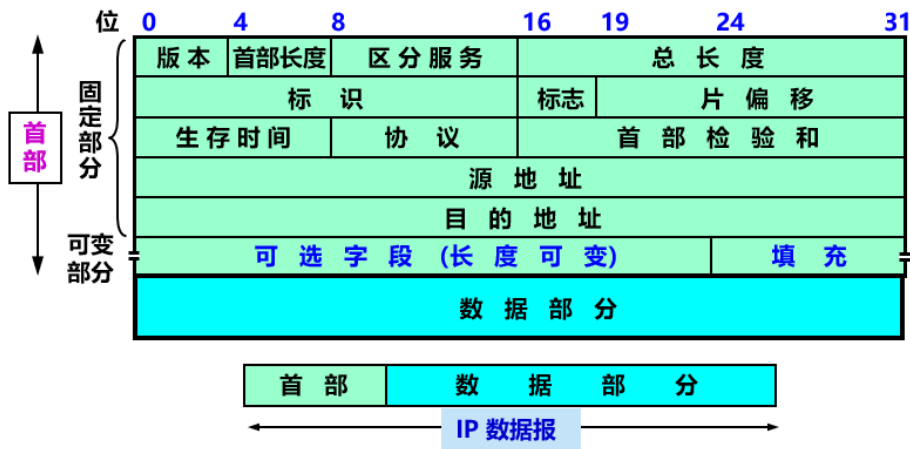 位 0 4 8 16 19 24 31
版本 首部长度 区分服务 总长度
标识 标志 片偏移
生存时间 协议 首部检验和
源地址
目的地址
可选字段 (长度可变) 填充
数据部分
首部
固定部分
可变
部分
首部 数据部分
IP 数据报